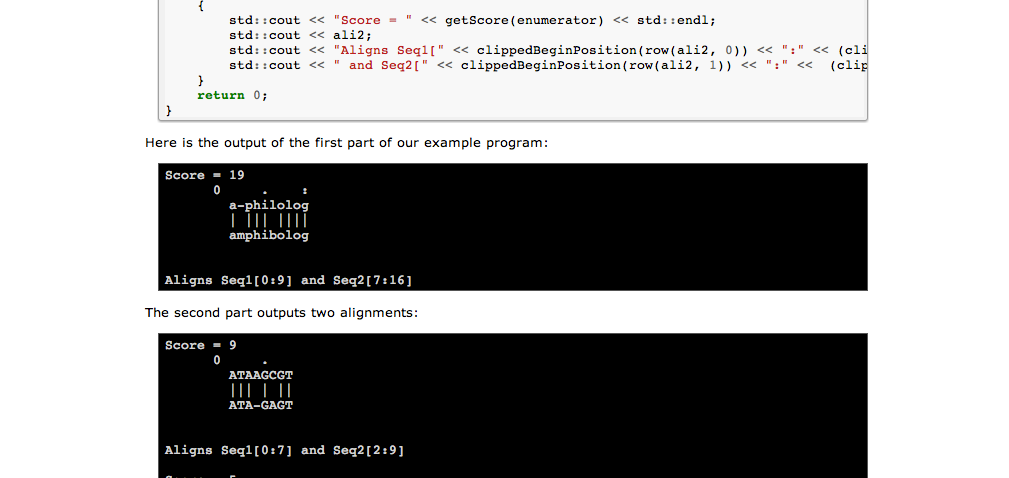 {
std::cout << "Score = " << getScore(enumerator) << std::endl;
std::cout << ali2;
std::cout << "Aligns Seq1[" << clippedBeginPosition(row(ali2, 0)) << ":" << (cli
std::cout << " and Seq2[" << clippedBeginPosition(row(ali2, 1)) << ":" << (clip
}
return 0;
}
Here is the output of the first part of our example program:
Score = 19
0 . :
a-philolog
| ||| ||||
amphibolog
Aligns Seq1[0:9] and Seq2[7:16]
The second part outputs two alignments:
Score = 9
0 .
ATAAGCGT
||| | ||
ATA-GAGT
Aligns Seq1[0:7] and Seq2[2:9]